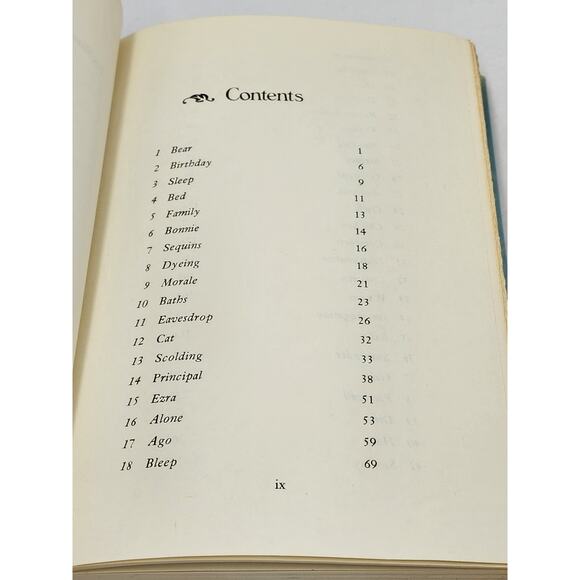 Contents
1 Bear 1
2 Birthday 6
3 Sleep 9
4 Bed 11
5 Family 13
6 Bonnie 14
7 Sequins 16
8 Dyeing 18
9 Morale 21
10 Baths 23
11 Eavesdrop 26
12 Cat 32
13 Scolding 33
14 Principal 38
15 Ezra 51
16 Alone 53
17 Ago 59
18 Bleep 69
ix